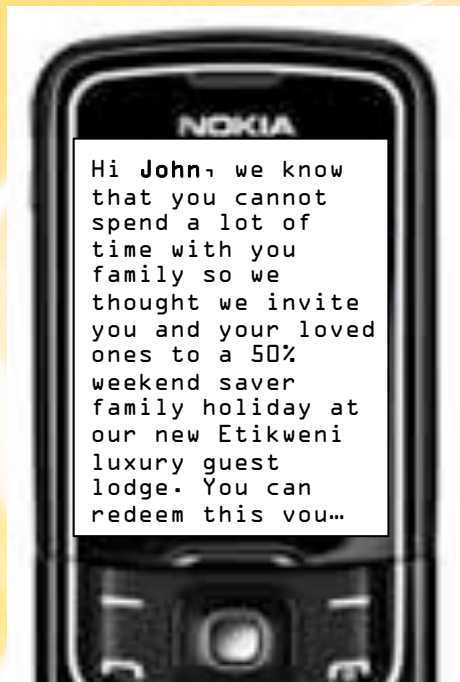 NOKIA
Hi John, we know
that you cannot
spend a lot of
time with you
family so we
thought we invite
you and your loved
ones to a 50%
weekend saver
family holiday at
our new Etikweni
luxury guest
lodge. You can
redeem this vou…